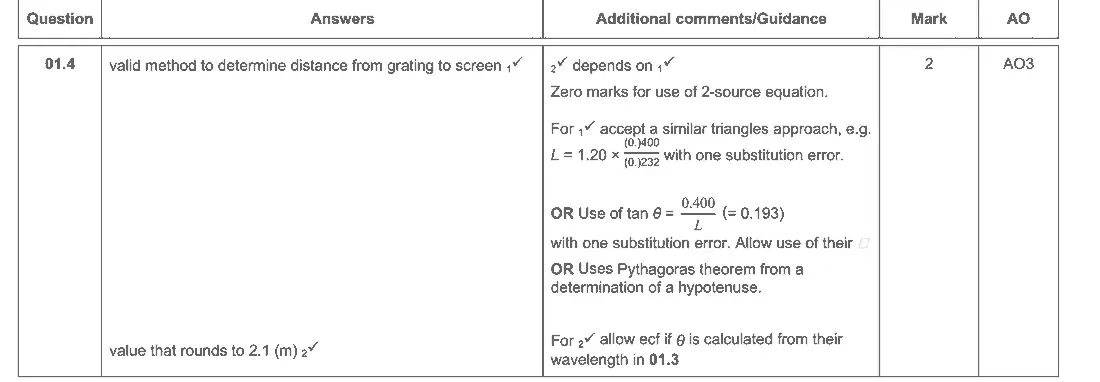 Question Answers Additional comments/Guidance Mark AO
01.4 valid method to determine distance from grating to screen ₁✓ ₂✓ depends on ₁✓ 2 AO3
Zero marks for use of 2-source equation.
For ₁✓ accept a similar triangles approach, e.g.
L = 1.20 × (0.)400/(0.)232 with one substitution error.
OR Use of tan θ = 0.400/L (= 0.193)
with one substitution error. Allow use of their
OR Uses Pythagoras theorem from a
determination of a hypotenuse.
value that rounds to 2.1 (m) ₂✓
For ₂✓ allow ecf if θ is calculated from their
wavelength in 01.3